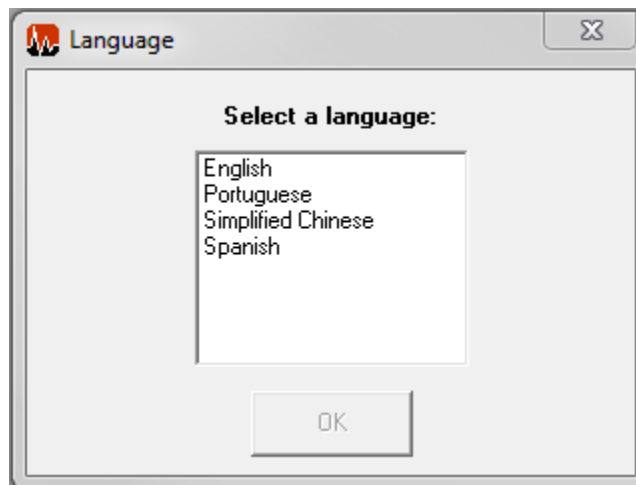 Language
Select a language:
English
Portuguese
Simplified Chinese
Spanish
OK